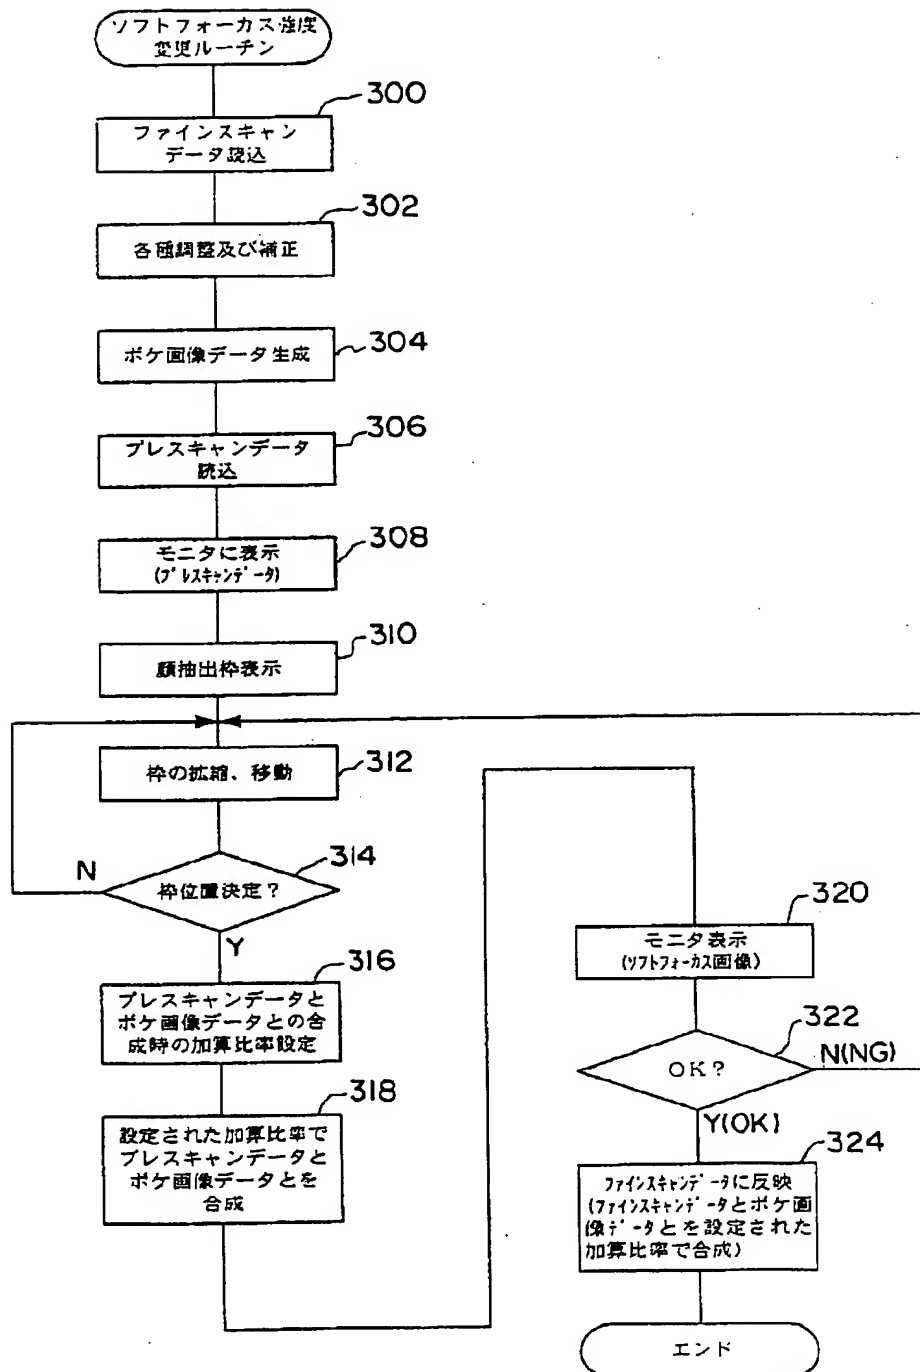 ソフトフォーカス強度
変更ルーチン
300
ファインスキャン
データ読込
302
各種調整及び補正
304
ボケ画像データ生成
306
プレスキャンデータ
読込
308
モニタに表示
(プレスキャンデータ)
310
顔抽出枠表示
枠の拡縮、移動
312
314
N
枠位置決定?
Y
316
プレスキャンデータと
ボケ画像データとの合
成時の加算比率設定
318
設定された加算比率で
プレスキャンデータと
ボケ画像データとを
合成
320
モニタ表示
(ソフトフォーカス画像)
322
OK?
N(NG)
Y(OK)
324
ファインスキャンデータに反映
(ファインスキャンデータとボケ画
像データとを設定された
加算比率で合成)
エンド